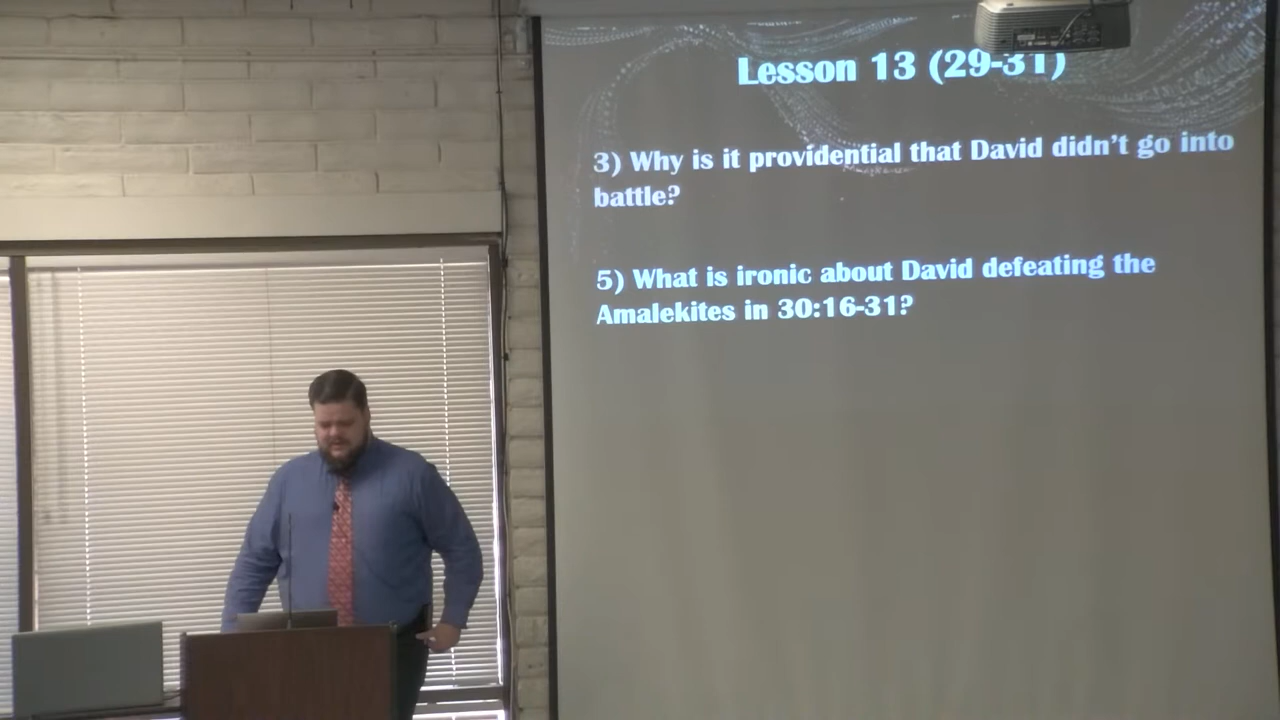 Lesson 13 (29-31)
3) Why is it providential that David didn't go into
battle?
5) What is ironic about David defeating the
Amalekites in 30:16-31?